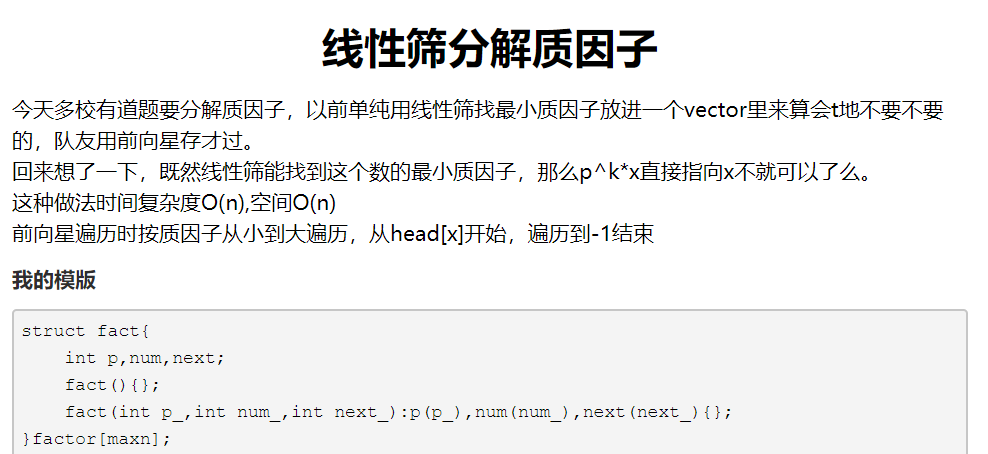 线性筛分解质因子
今天多校有道题要分解质因子，以前单纯用线性筛找最小质因子放进一个vector里来算会t地不要不要
的，队友用前向星存才过。
回来想了一下，既然线性筛能找到这个数的最小质因子，那么p^k*x直接指向x不就可以了么。
这种做法时间复杂度O(n),空间O(n)
前向星遍历时按质因子从小到大遍历，从head[x]开始，遍历到-1结束
我的模版
struct fact{
    int p,num,next;
    fact(){};
    fact(int p_,int num_,int next_):p(p_),num(num_),next(next_){};
}factor[maxn];